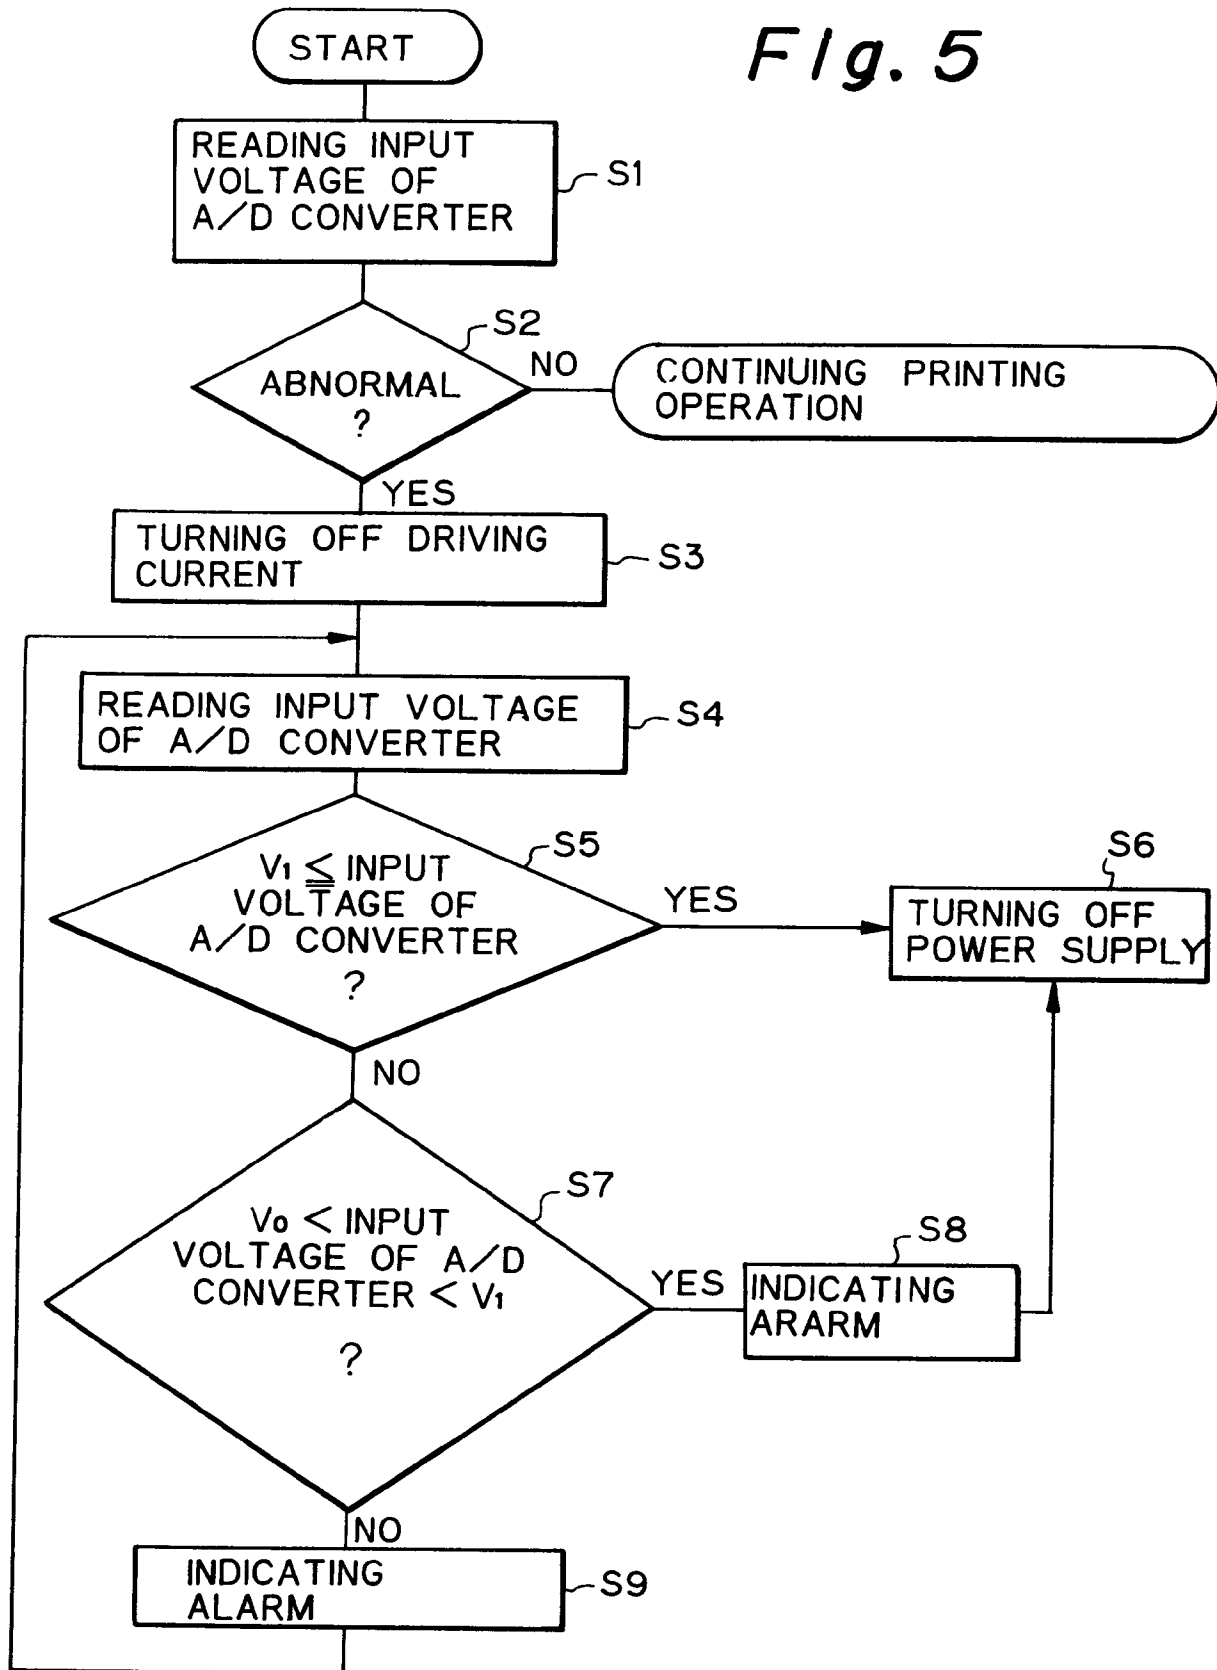 Fig. 5
START
READING INPUT
VOLTAGE OF
A/D CONVERTER
S1
S2
ABNORMAL
?
NO
CONTINUING PRINTING
OPERATION
YES
TURNING OFF DRIVING
CURRENT
S3
READING INPUT VOLTAGE
OF A/D CONVERTER
S4
S5
V1 ≦ INPUT
VOLTAGE OF
A/D CONVERTER
?
YES
S6
TURNING OFF
POWER SUPPLY
NO
S7
V0 < INPUT
VOLTAGE OF A/D
CONVERTER < V1
?
YES
S8
INDICATING
ARARM
NO
INDICATING
ALARM
S9